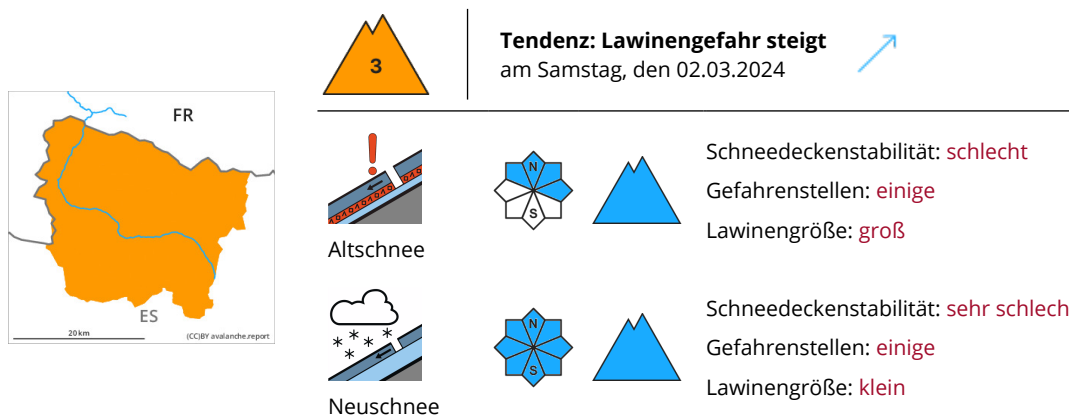 3
Tendenz: Lawinengefahr steigt
am Samstag, den 02.03.2024
FR
ES
20 km
(CC)BY avalanche.report
Altschnee
N
S
Schneedeckenstabilität: schlecht
Gefahrenstellen: einige
Lawinengröße: groß
Neuschnee
N
S
Schneedeckenstabilität: sehr schlech
Gefahrenstellen: einige
Lawinengröße: klein